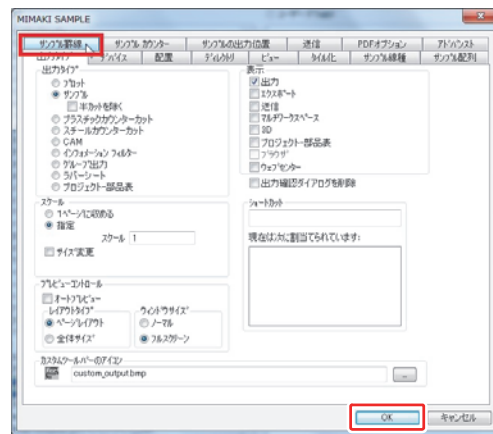 MIMAKI SAMPLE
ｻﾝﾌﾟﾙ罫線 ｻﾝﾌﾟﾙ ｶｳﾝﾀｰ ｻﾝﾌﾟﾙの出力位置 送信 PDFｵﾌﾟｼｮﾝ ｱﾄﾞﾊﾞﾝｽﾄ
出力ﾀｲﾌﾟ ﾃﾞﾊﾞｲｽ 配置 ﾃﾞｨﾚｸﾄﾘ ﾋﾞｭｰ ﾀｲﾙ化 ｻﾝﾌﾟﾙ線種 ｻﾝﾌﾟﾙ配列
出力ﾀｲﾌﾟ
ﾌﾟﾛｯﾄ
ｻﾝﾌﾟﾙ
半ｶｯﾄを除く
ﾌﾟﾗｽﾁｯｸｶｳﾝﾀｰｶｯﾄ
ｽﾁｰﾙｶｳﾝﾀｰｶｯﾄ
CAM
ｲﾝﾌｫﾒｰｼｮﾝ ﾌｨﾙﾀｰ
ｸﾞﾙｰﾌﾟ出力
ﾗﾊﾞｰｼｰﾄ
ﾌﾟﾛｼﾞｪｸﾄ-部品表
表示
出力
ｴｸｽﾎﾟｰﾄ
送信
ﾏﾙﾁﾜｰｸｽﾍﾟｰｽ
3D
ﾌﾟﾛｼﾞｪｸﾄ-部品表
ﾌﾞﾗｳｻﾞ
ｳｪﾌﾞｾﾝﾀｰ
出力確認ﾀﾞｲｱﾛｸﾞを削除
ｽｹｰﾙ
1ﾍﾟｰｼﾞに収める
指定
ｽｹｰﾙ 1
ｻｲｽﾞ変更
ｼｮｰﾄｶｯﾄ
現在は次に割当てられています:
ﾌﾟﾚﾋﾞｭｰｺﾝﾄﾛｰﾙ
ｵｰﾄﾌﾟﾚﾋﾞｭｰ
ﾚｲｱｳﾄﾀｲﾌﾟ
ﾍﾟｰｼﾞﾚｲｱｳﾄ
全体ｻｲｽﾞ
ｳｨﾝﾄﾞｳｻｲｽﾞ
ﾉｰﾏﾙ
ﾌﾙｽｸﾘｰﾝ
ｶｽﾀﾑﾂｰﾙﾊﾞｰのｱｲｺﾝ
custom_output.bmp ...
OK ｷｬﾝｾﾙ